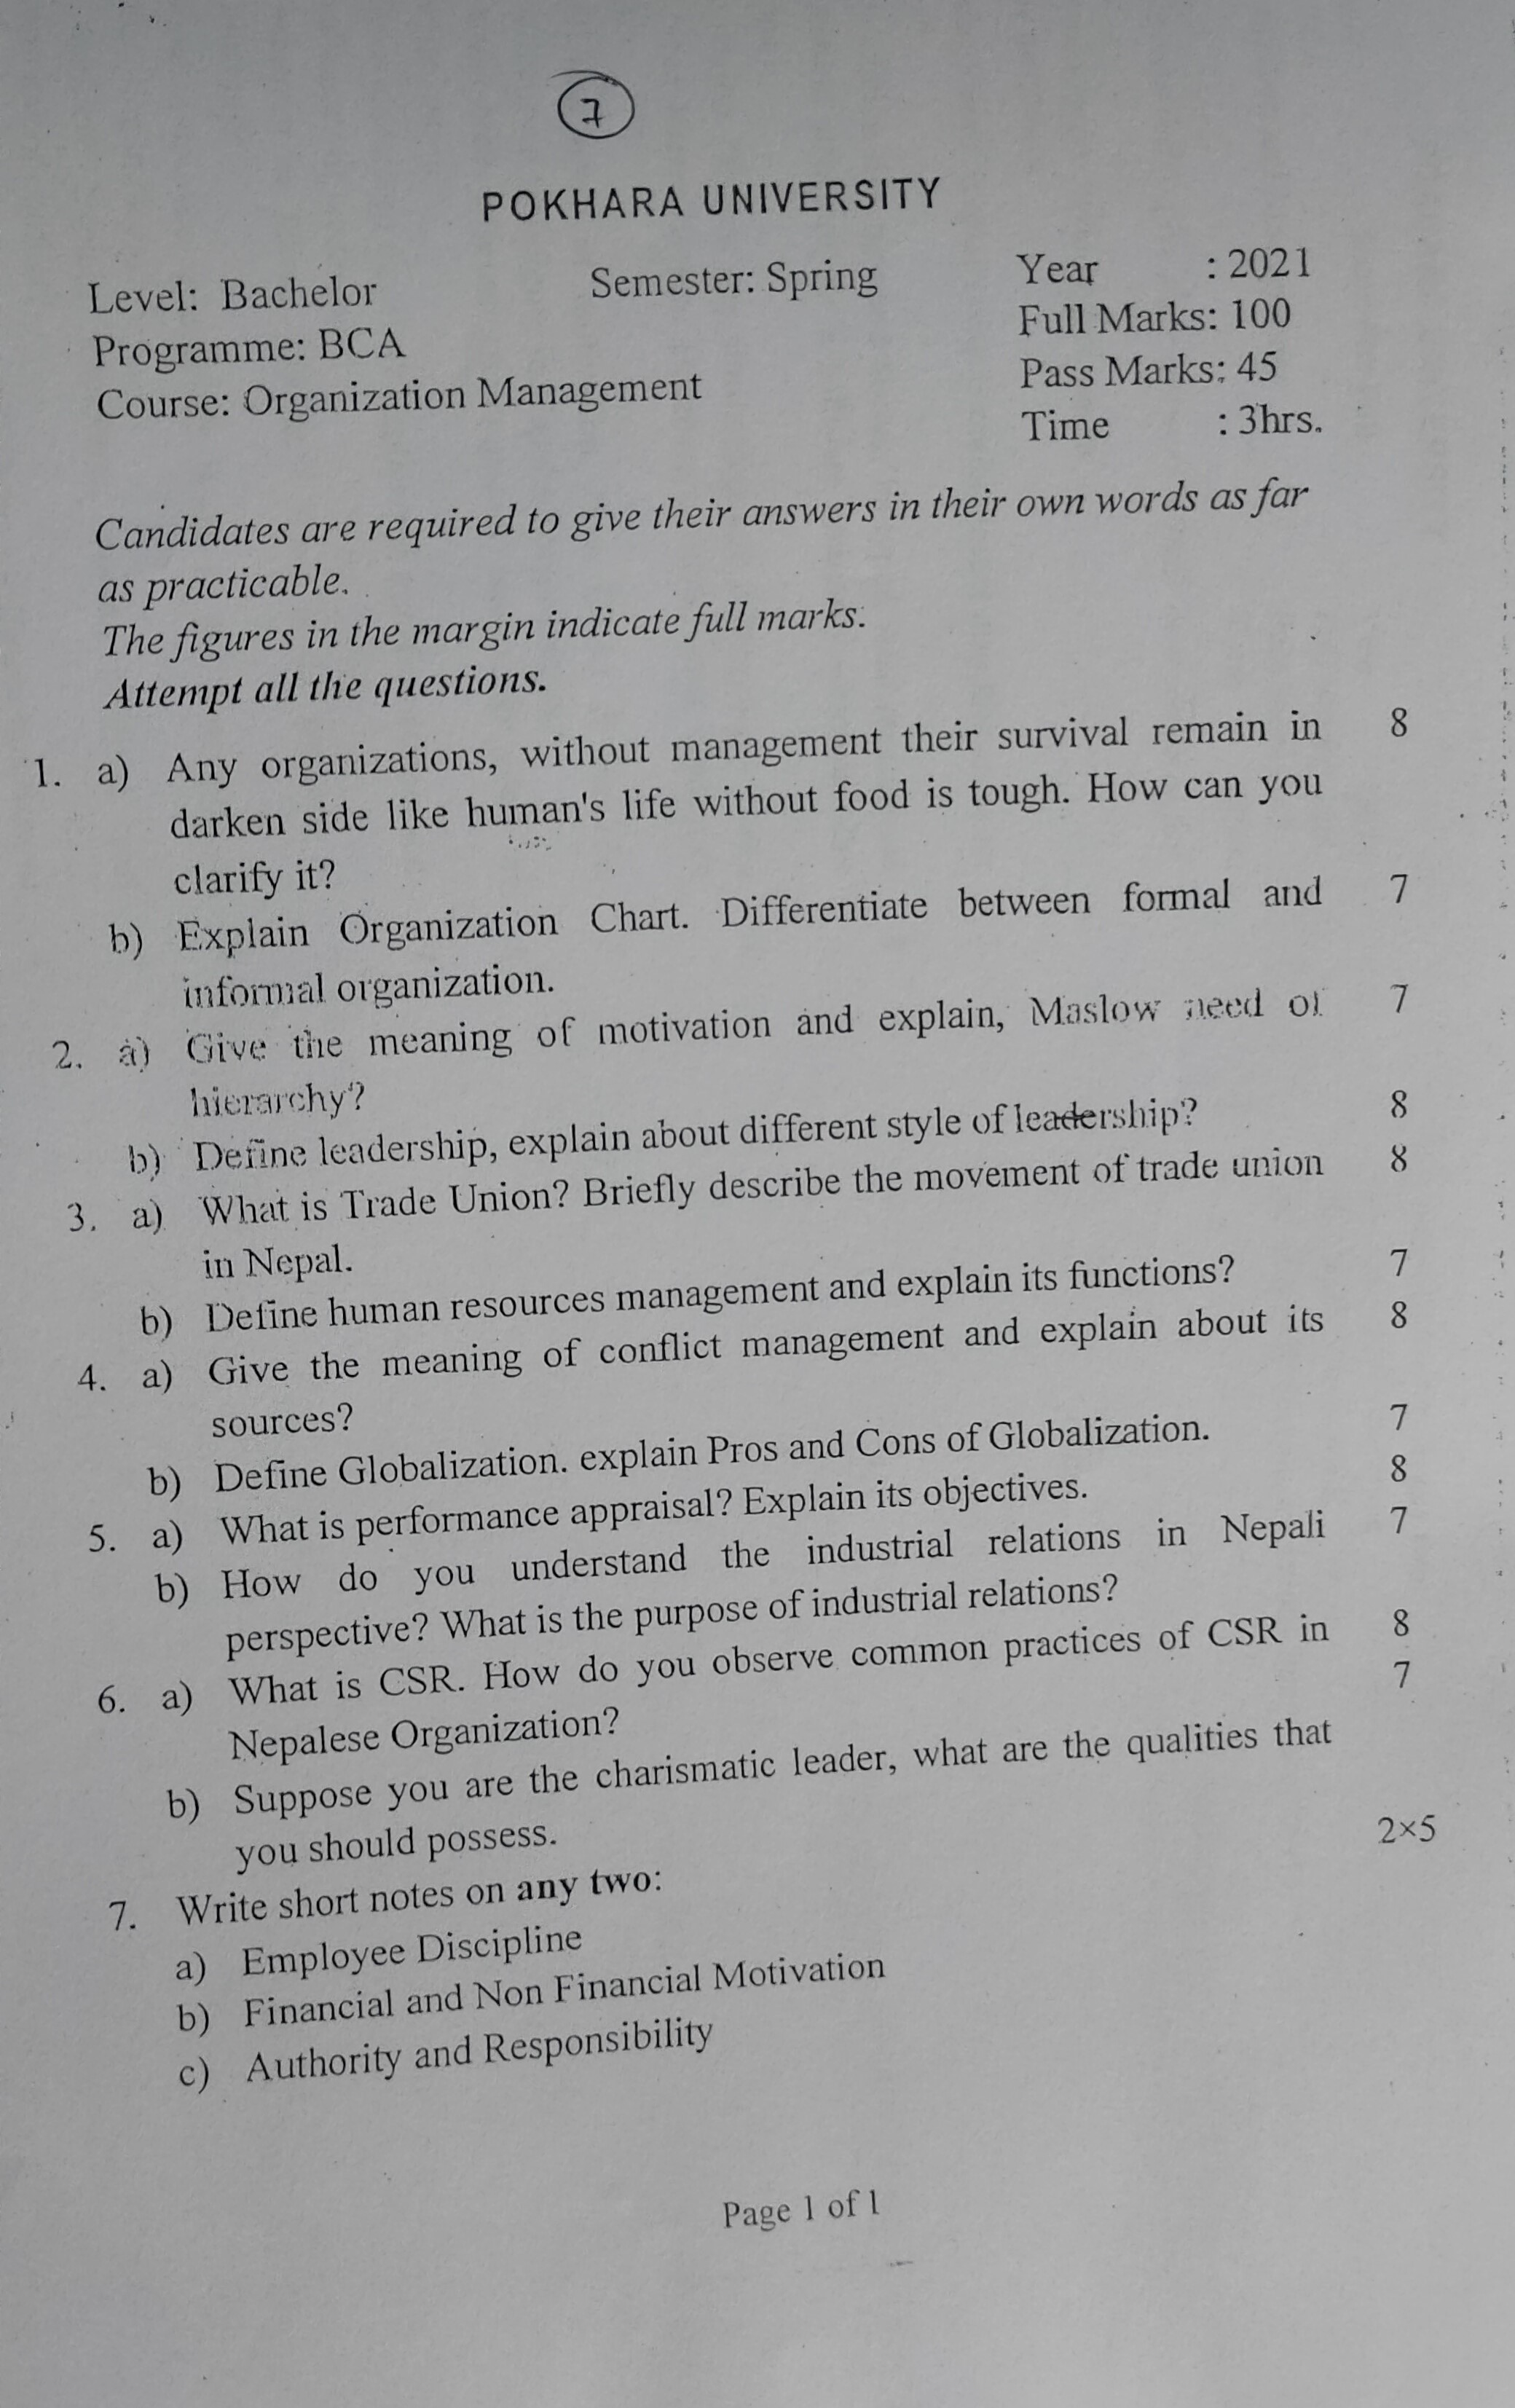 7
POKHARA UNIVERSITY
Level: Bachelor Semester: Spring Year : 2021
Programme: BCA Full Marks: 100
Course: Organization Management Pass Marks: 45
Time : 3hrs.
Candidates are required to give their answers in their own words as far
as practicable.
The figures in the margin indicate full marks.
Attempt all the questions.
1. a) Any organizations, without management their survival remain in 8
darken side like human's life without food is tough. How can you
clarify it?
b) Explain Organization Chart. Differentiate between formal and 7
informal organization.
2. a) Give the meaning of motivation and explain, Maslow need of 7
hierarchy?
b) Define leadership, explain about different style of leadership? 8
3. a) What is Trade Union? Briefly describe the movement of trade union 8
in Nepal.
b) Define human resources management and explain its functions? 7
4. a) Give the meaning of conflict management and explain about its 8
sources?
b) Define Globalization. explain Pros and Cons of Globalization. 7
5. a) What is performance appraisal? Explain its objectives. 8
b) How do you understand the industrial relations in Nepali 7
perspective? What is the purpose of industrial relations?
6. a) What is CSR. How do you observe common practices of CSR in 8
Nepalese Organization? 7
b) Suppose you are the charismatic leader, what are the qualities that
you should possess.
7. Write short notes on any two: 2×5
a) Employee Discipline
b) Financial and Non Financial Motivation
c) Authority and Responsibility
Page 1 of 1